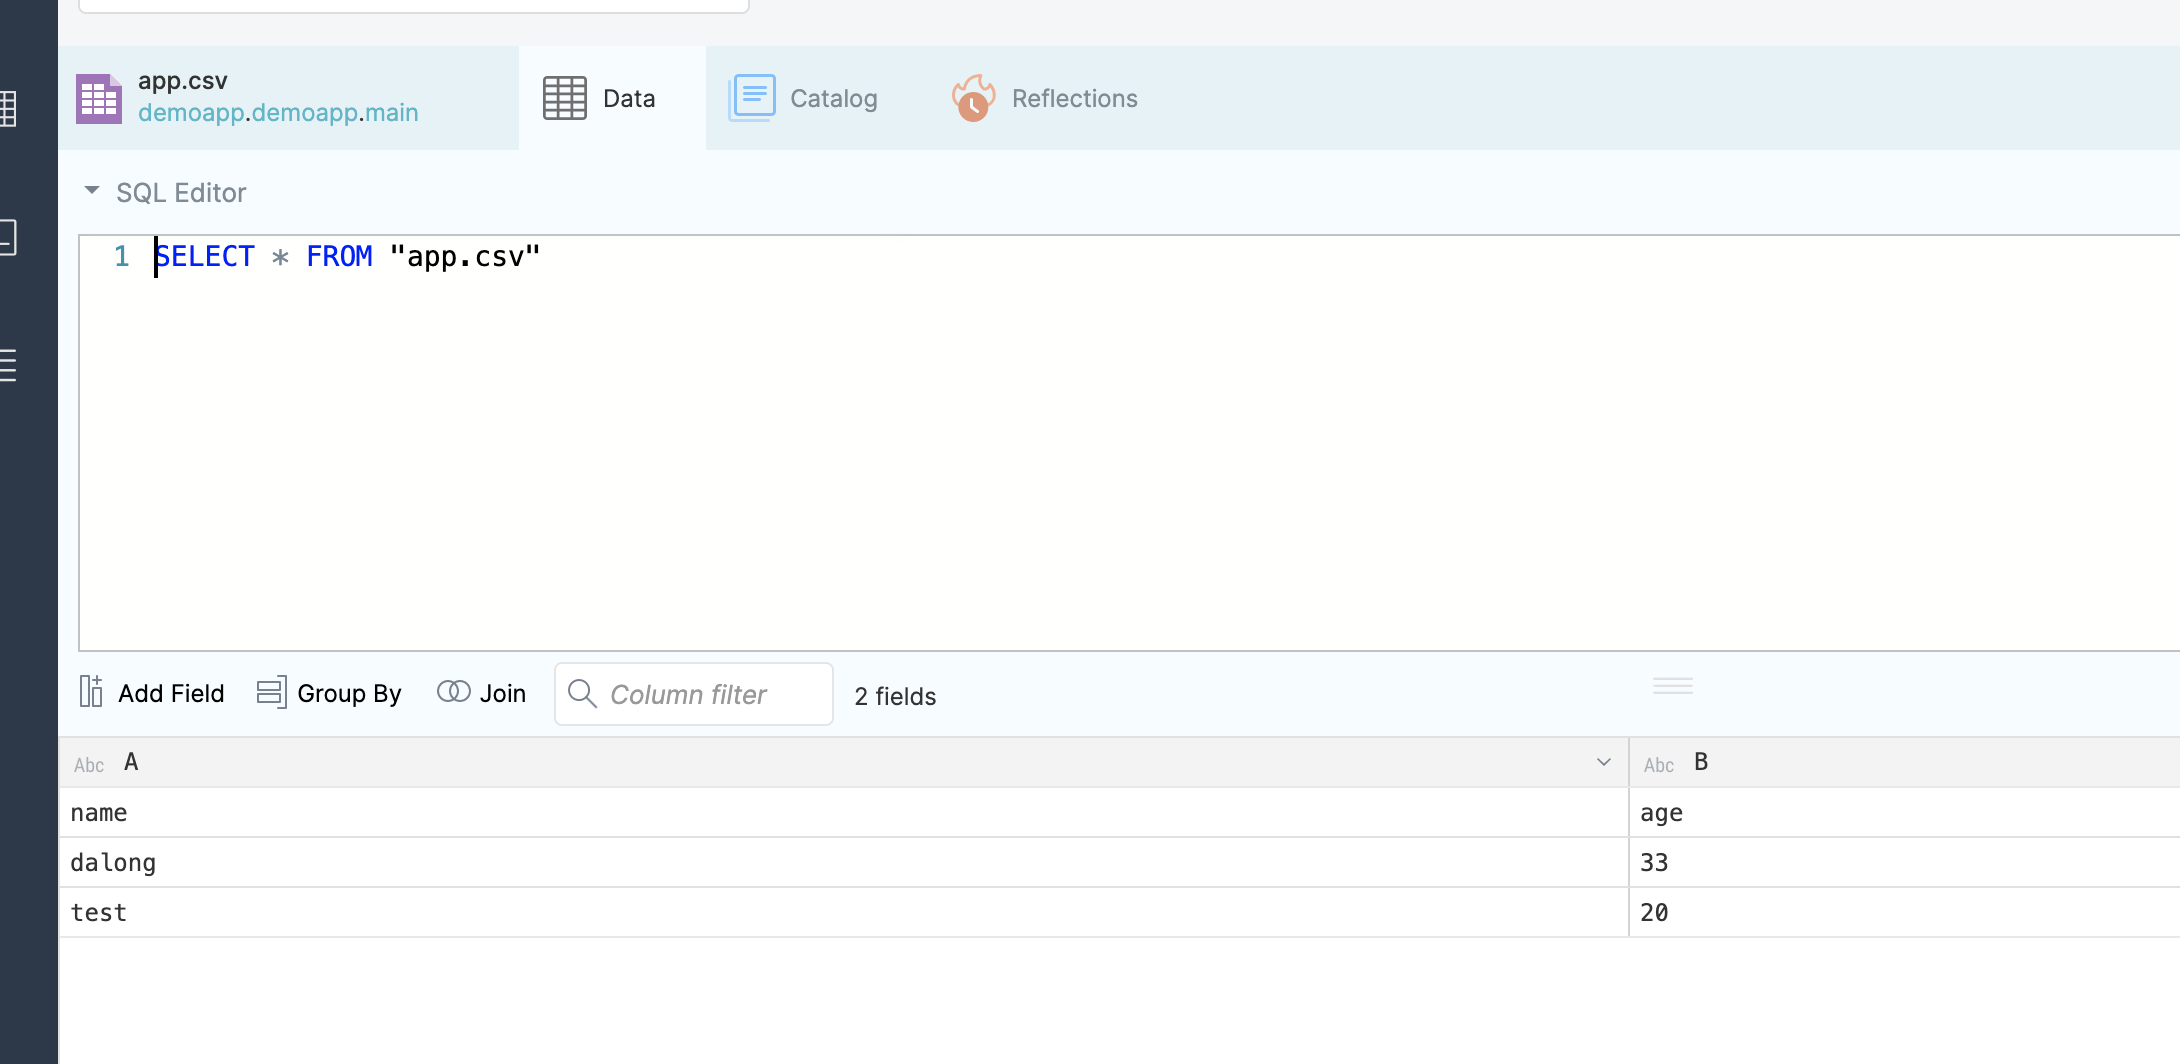 app.csv
demoapp.demoapp.main
Data
Catalog
Reflections
SQL Editor
1 SELECT * FROM "app.csv"
Add Field Group By Join Column filter 2 fields
Abc A Abc B
name age
dalong 33
test 20